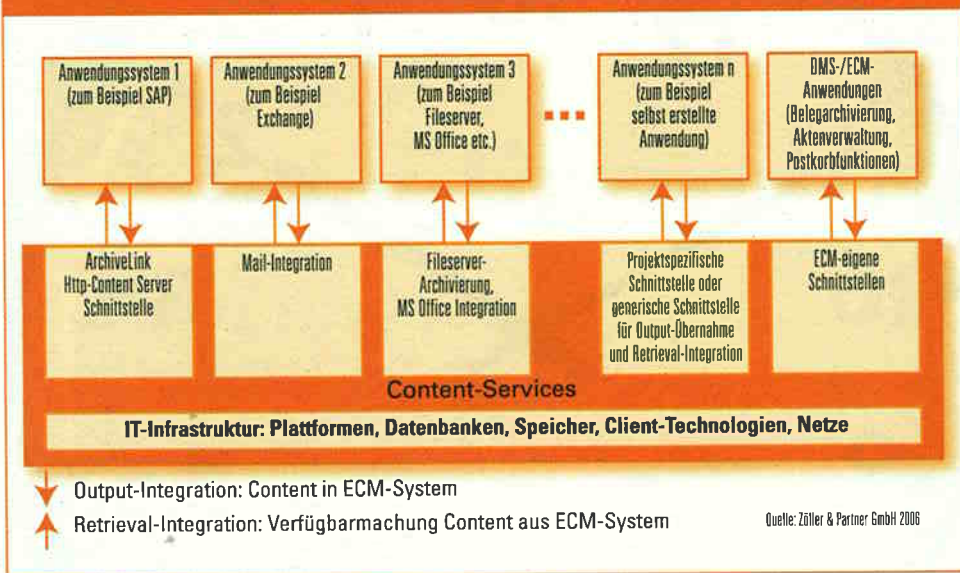 Anwendungssystem 1
(zum Beispiel SAP)
Anwendungssystem 2
(zum Beispiel
Exchange)
Anwendungssystem 3
(zum Beispiel
Fileserver,
MS Office etc.)
Anwendungssystem n
(zum Beispiel
selbst erstellte
Anwendung)
DMS-/ECM-
Anwendungen
(Belegarchivierung,
Aktenverwaltung,
Postkorbfunktionen)
ArchiveLink
Http-Content Server
Schnittstelle
Mail-Integration
Fileserver-
Archivierung,
MS Office Integration
Projektspezifische
Schnittstelle oder
generische Schnittstelle
für Output-Übernahme
und Retrieval-Integration
ECM-eigene
Schnittstellen
Content-Services
IT-Infrastruktur: Plattformen, Datenbanken, Speicher, Client-Technologien, Netze
Output-Integration: Content in ECM-System
Retrieval-Integration: Verfügbarmachung Content aus ECM-System
Quelle: Zöller & Partner GmbH 2006